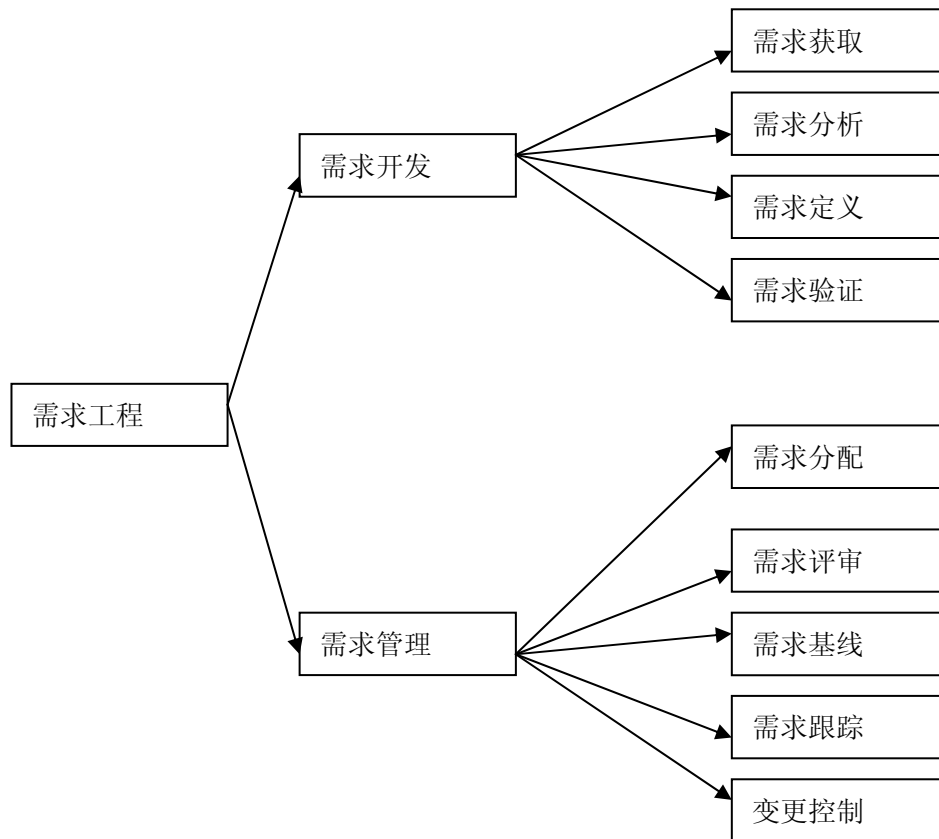 需求获取
需求分析
需求开发
需求定义
需求验证
需求工程
需求分配
需求评审
需求管理
需求基线
需求跟踪
变更控制